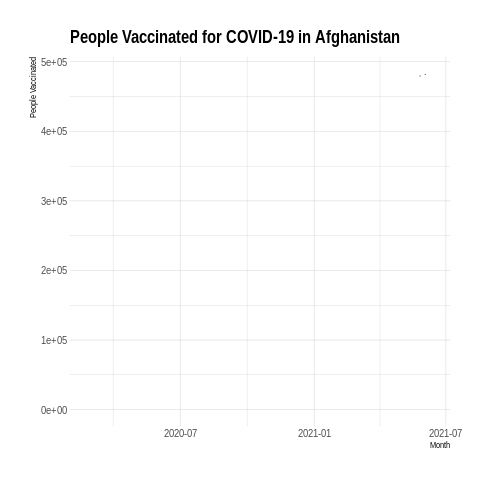 People Vaccinated for COVID-19 in Afghanistan
People Vaccinated
5e+05
4e+05
3e+05
2e+05
1e+05
0e+00
2020-07 2021-01 2021-07
Month